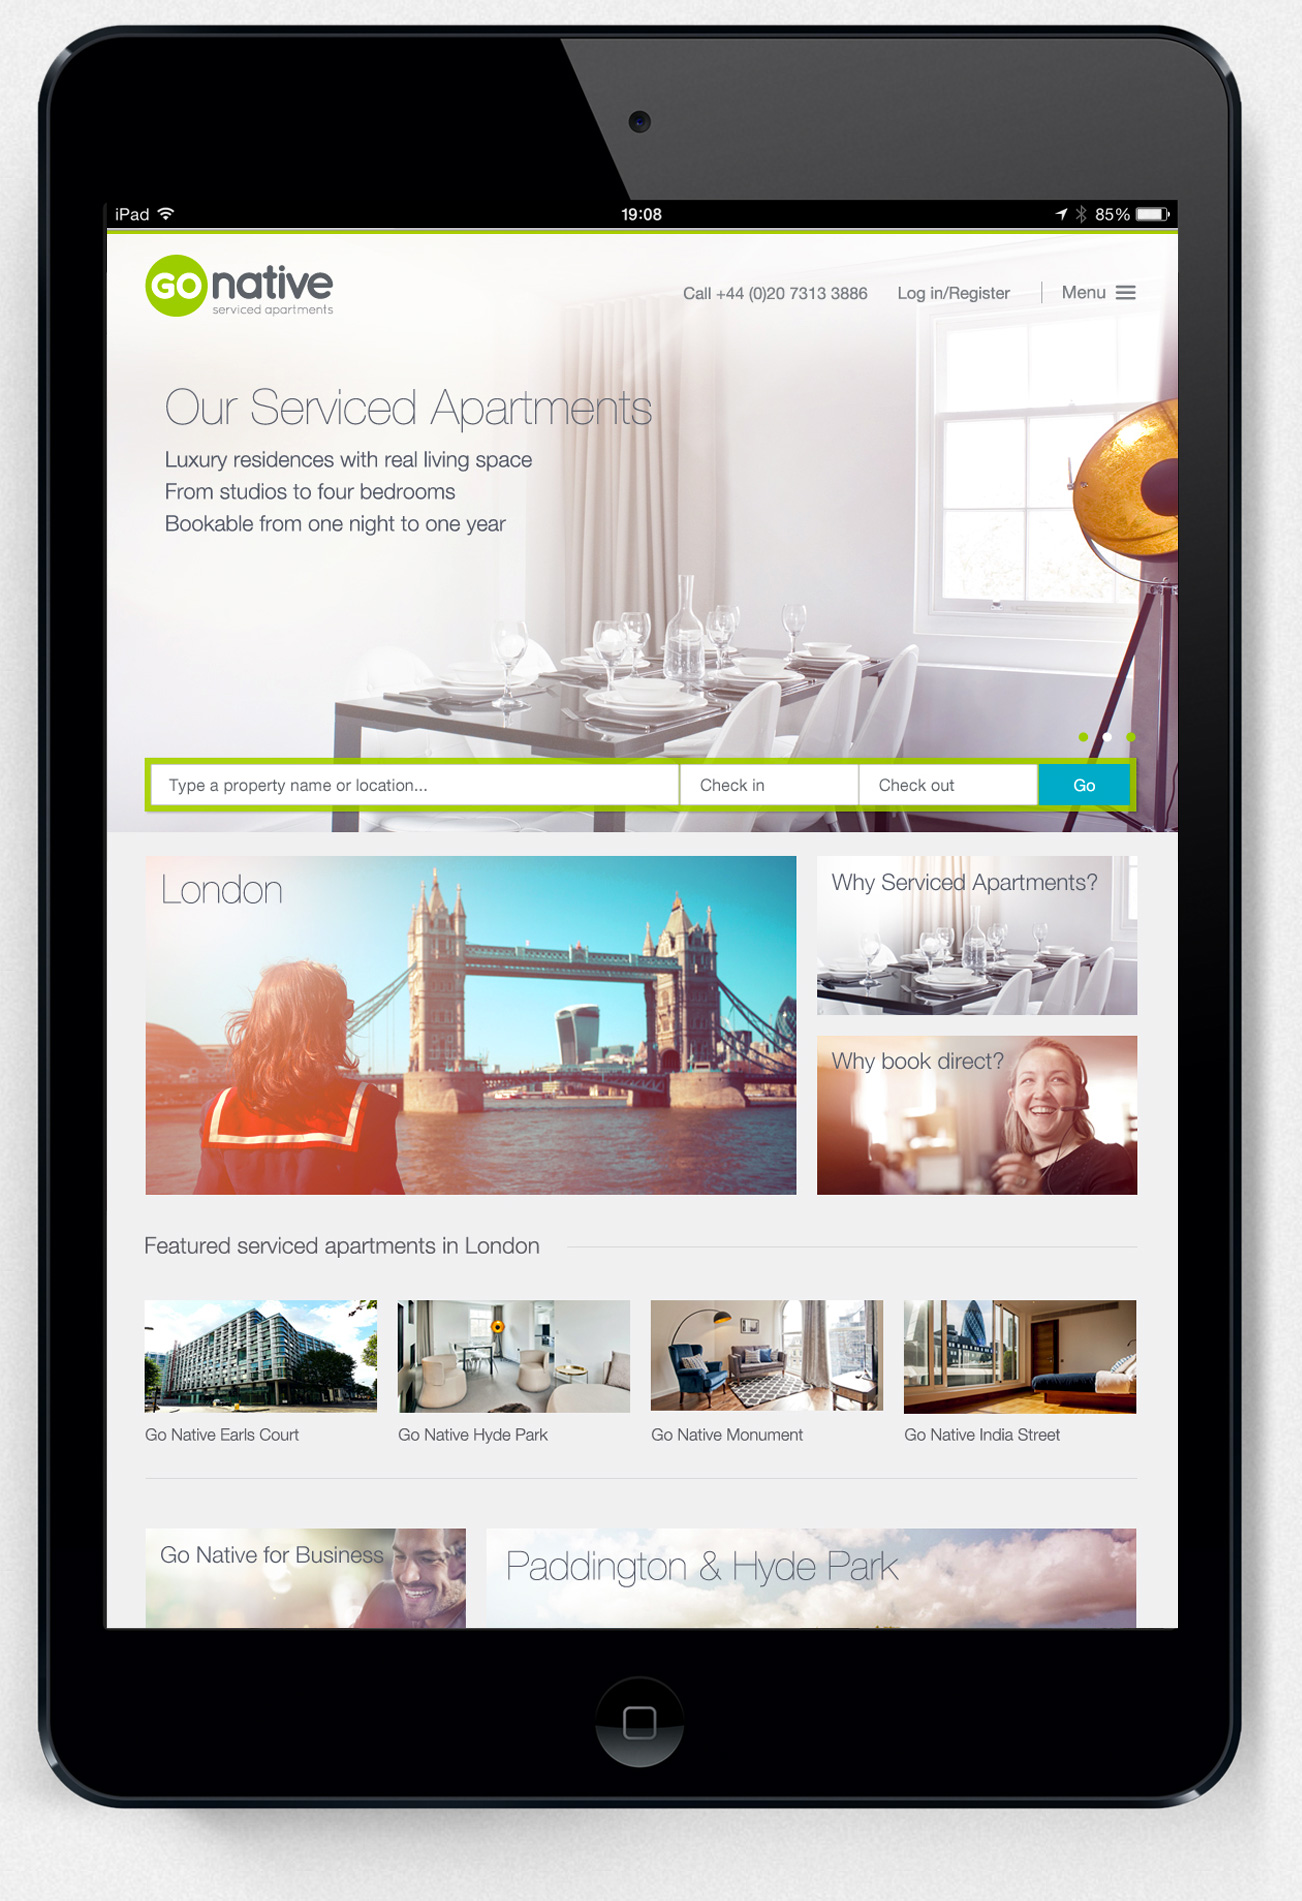 iPad
19:08
85%
GO native
serviced apartments
Call +44 (0)20 7313 3886
Log in/Register
Menu
Our Serviced Apartments
Luxury residences with real living space
From studios to four bedrooms
Bookable from one night to one year
Type a property name or location...
Check in
Check out
Go
London
Why Serviced Apartments?
Why book direct?
Featured serviced apartments in London
Go Native Earls Court
Go Native Hyde Park
Go Native Monument
Go Native India Street
Go Native for Business
Paddington & Hyde Park